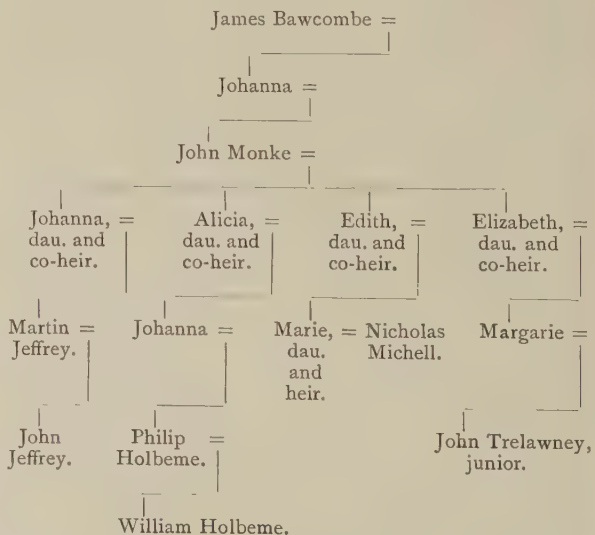 James Bawcombe =
Johanna =
John Monke =
Johanna, = Alicia, = Edith, = Elizabeth, =
dau. and dau. and dau. and dau. and
co-heir. co-heir. co-heir. co-heir.
Martin = Johanna = Marie, = Nicholas Margarie =
Jeffrey. dau. Michell.
and
heir.
John Philip = John Trelawney,
Jeffrey. Holbeme. junior.
William Holbeme.